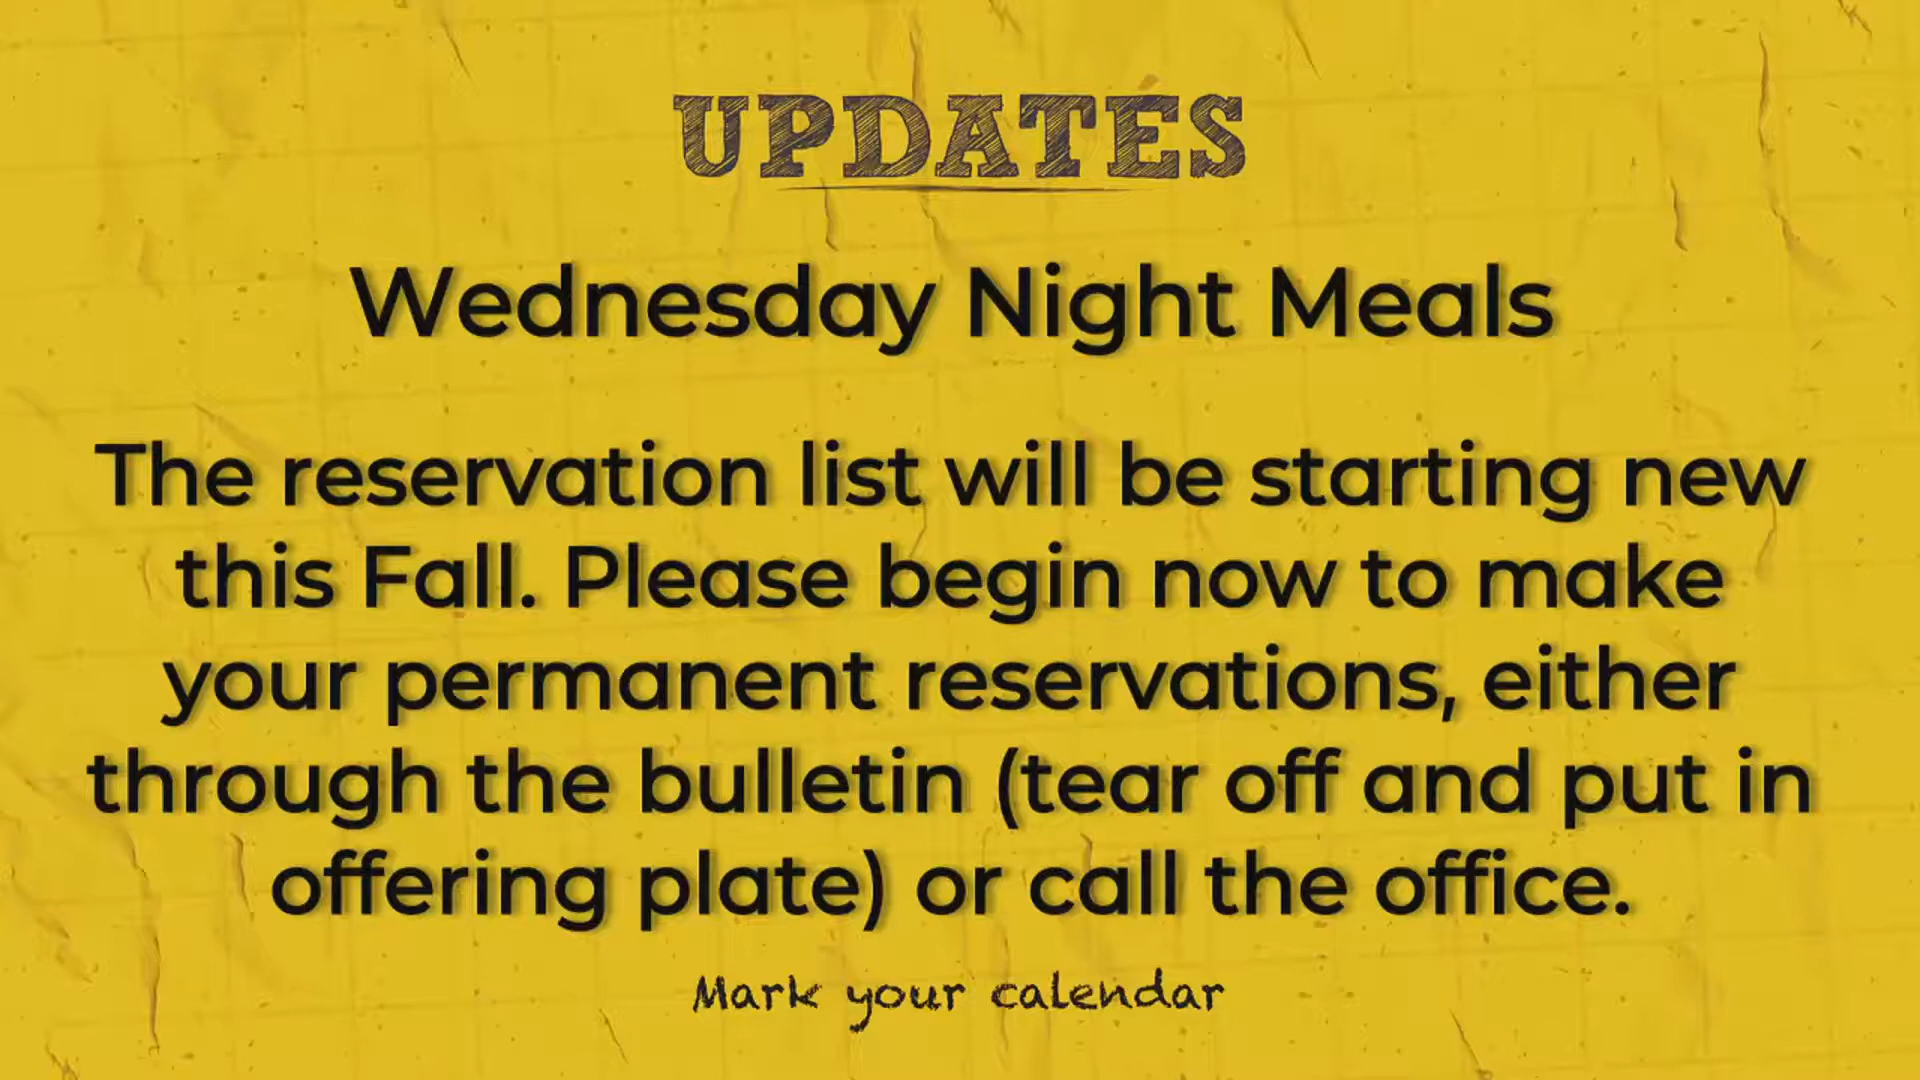 UPDATES
Wednesday Night Meals
The reservation list will be starting new
this Fall. Please begin now to make
your permanent reservations, either
through the bulletin (tear off and put in
offering plate) or call the office.
Mark your calendar